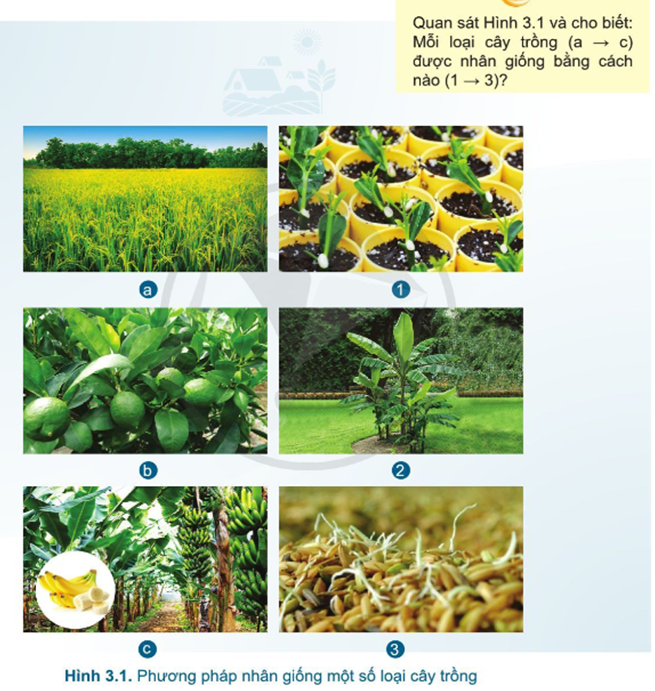 Quan sát Hình 3.1 và cho biết:
Mỗi loại cây trồng (a → c)
được nhân giống bằng cách
nào (1 → 3)?
a
1
b
2
c
3
Hình 3.1. Phương pháp nhân giống một số loại cây trồng